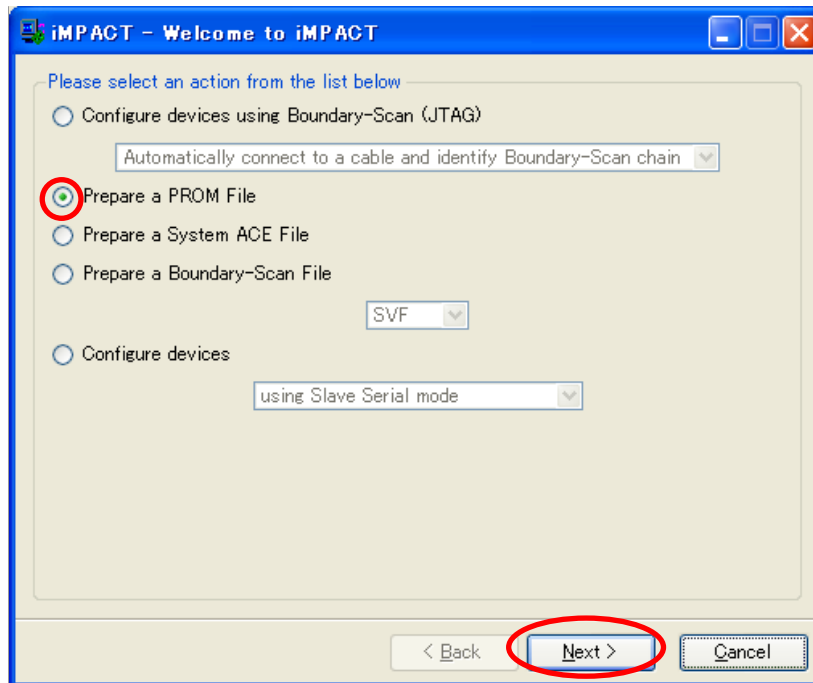 iMPACT - Welcome to iMPACT
Please select an action from the list below
Configure devices using Boundary-Scan (JTAG)
Automatically connect to a cable and identify Boundary-Scan chain
Prepare a PROM File
Prepare a System ACE File
Prepare a Boundary-Scan File
SVF
Configure devices
using Slave Serial mode
< Back Next > Cancel